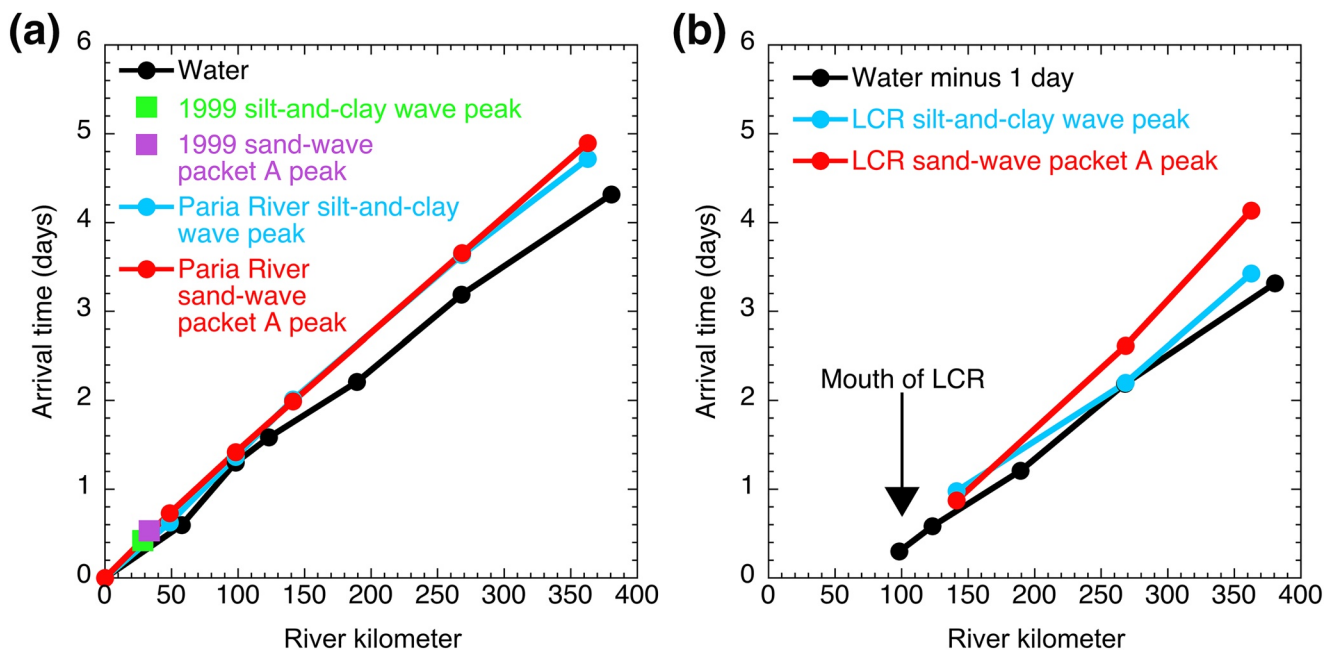 (a)
6
5
4
3
2
1
0
Arrival time (days)
Water
1999 silt-and-clay wave peak
1999 sand-wave
packet A peak
Paria River silt-and-clay
wave peak
Paria River
sand-wave
packet A peak
0 50 100 150 200 250 300 350 400
River kilometer
(b)
6
5
4
3
2
1
0
Arrival time (days)
Water minus 1 day
LCR silt-and-clay wave peak
LCR sand-wave packet A peak
Mouth of LCR
0 50 100 150 200 250 300 350 400
River kilometer